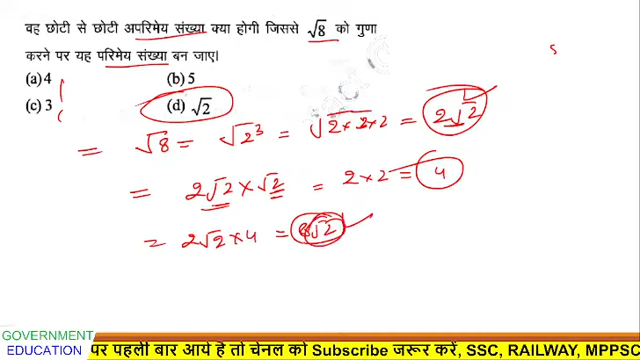 वह छोटी से छोटी अपरिमेय संख्या क्या होगी जिससे √8 को गुणा
करने पर यह परिमेय संख्या बन जाए।
(a) 4 (b) 5
(c) 3 (d) √2
= √8 = √2³ = √2×2×2 = 2√2
= 2√2 × √2 = 2×2 = 4
= 2√2 × 4 = 8√2
GOVERNMENT
EDUCATION
पर पहली बार आये है तो चेनल को Subscribe जरूर करें, SSC, RAILWAY, MPPSC